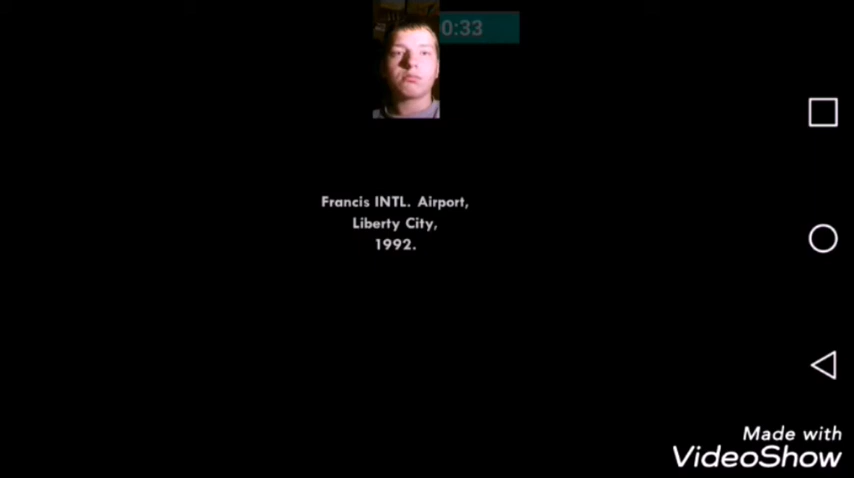 0:33
Francis INTL. Airport,
Liberty City,
1992.
Made with
VideoShow